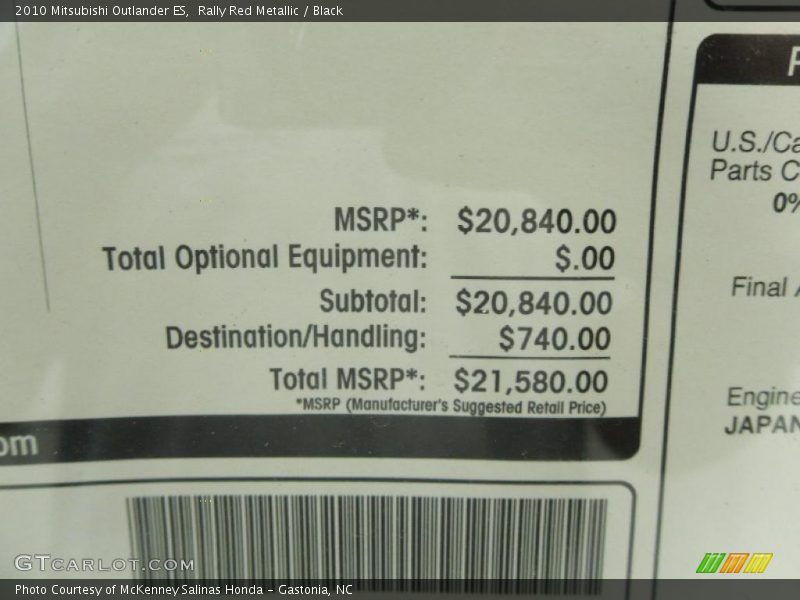 2010 Mitsubishi Outlander ES, Rally Red Metallic / Black
MSRP*: $20,840.00
Total Optional Equipment: $.00
Subtotal: $20,840.00
Destination/Handling: $740.00
Total MSRP*: $21,580.00
*MSRP (Manufacturer's Suggested Retail Price)
om
U.S./Ca
Parts C
0%
Final A
Engine
JAPAN
GTCARLOT.COM
Photo Courtesy of McKenney Salinas Honda - Gastonia, NC